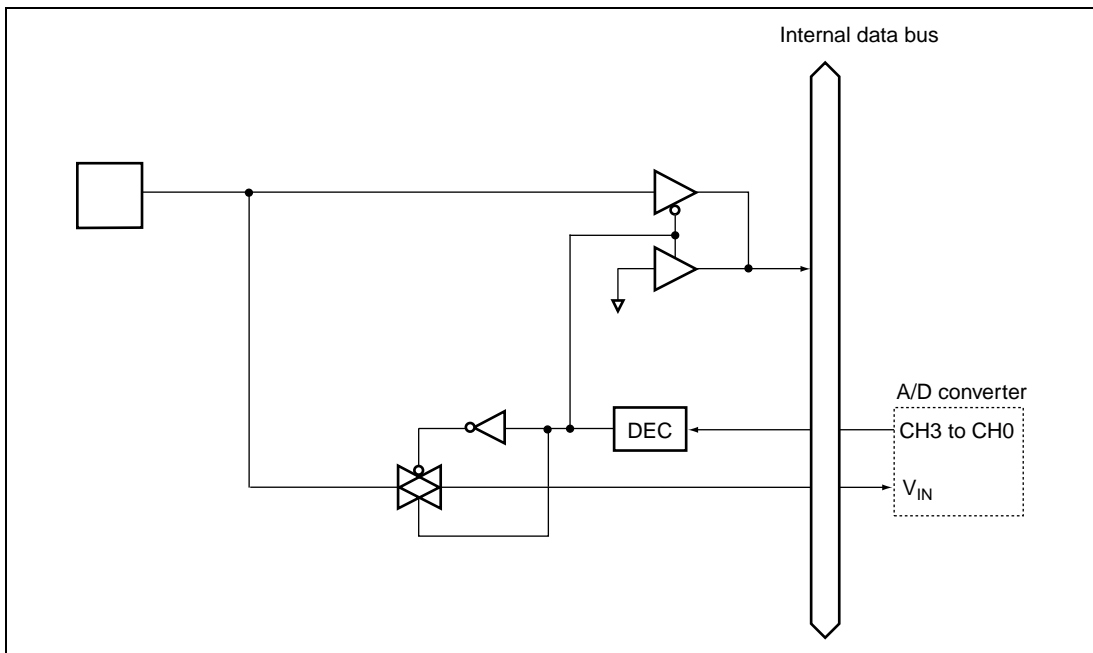 Internal data bus
A/D converter
DEC
CH3 to CH0
VIN